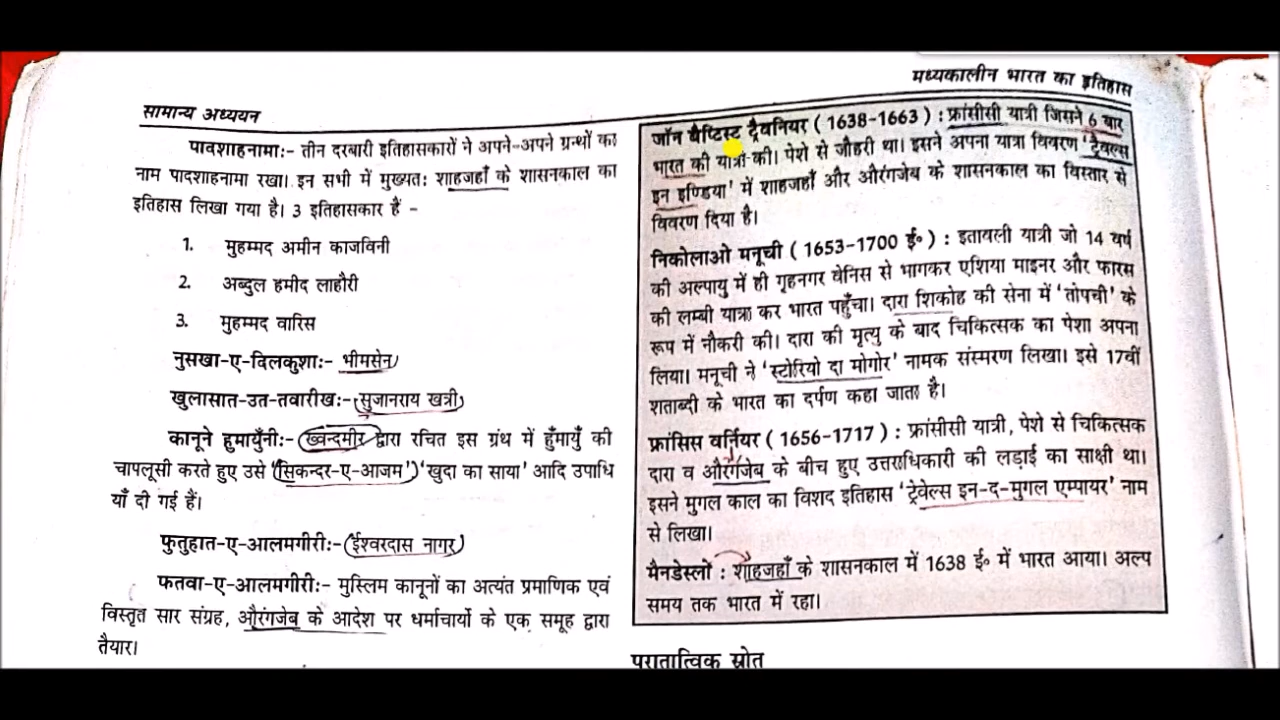 सामान्य अध्ययन
मध्यकालीन भारत का इतिहास
पावशाहनामाः- तीन दरबारी इतिहासकारों ने अपने-अपने ग्रन्थों का
नाम पादशाहनामा रखा। इन सभी में मुख्यतः शाहजहाँ के शासनकाल का
इतिहास लिखा गया है। 3 इतिहासकार हैं -
1. मुहम्मद अमीन काजविनी
2. अब्दुल हमीद लाहौरी
3. मुहम्मद वारिस
नुसखा-ए-दिलकुशाः- भीमसेन
खुलासात-उत-तवारीखः- सुजानराय खत्री
कानूने हुमायुँनीः- ख्वन्दमीर द्वारा रचित इस ग्रंथ में हुँमायुँ की
चापलूसी करते हुए उसे 'सिकन्दर-ए-आजम' 'खुदा का साया' आदि उपाधि
याँ दी गई हैं।
फुतुहात-ए-आलमगीरीः- ईश्वरदास नागर
फतवा-ए-आलमगीरीः- मुस्लिम कानूनों का अत्यंत प्रमाणिक एवं
विस्तृत सार संग्रह, औरंगजेब के आदेश पर धर्माचार्यो के एक समूह द्वारा
तैयार।
जॉन बैप्टिस्ट ट्रैवनियर ( 1638-1663 ) : फ्रांसीसी यात्री जिसने 6 बार
भारत की यात्रा की। पेशे से जौहरी था। इसने अपना यात्रा विवरण 'ट्रैवल्स
इन इण्डिया' में शाहजहाँ और औरंगजेब के शासनकाल का विस्तार से
विवरण दिया है।
निकोलाओ मनूची ( 1653-1700 ई० ) : इतावली यात्री जो 14 वर्ष
की अल्पायु में ही गृहनगर वेनिस से भागकर एशिया माइनर और फारस
की लम्बी यात्रा कर भारत पहुँचा। दारा शिकोह की सेना में 'तोपची' के
रूप में नौकरी की। दारा की मृत्यु के बाद चिकित्सक का पेशा अपना
लिया। मनूची ने 'स्टोरियो दा मोगोर' नामक संस्मरण लिखा। इसे 17वीं
शताब्दी के भारत का दर्पण कहा जाता है।
फ्रांसिस वर्नियर ( 1656-1717 ) : फ्रांसीसी यात्री, पेशे से चिकित्सक
दारा व औरंगजेब के बीच हुए उत्तराधिकारी की लड़ाई का साक्षी था।
इसने मुगल काल का विशद इतिहास 'ट्रेवेल्स इन-द-मुगल एम्पायर' नाम
से लिखा।
मैनडेस्लो : शाहजहाँ के शासनकाल में 1638 ई० में भारत आया। अल्प
समय तक भारत में रहा।
पुरातात्विक स्रोत